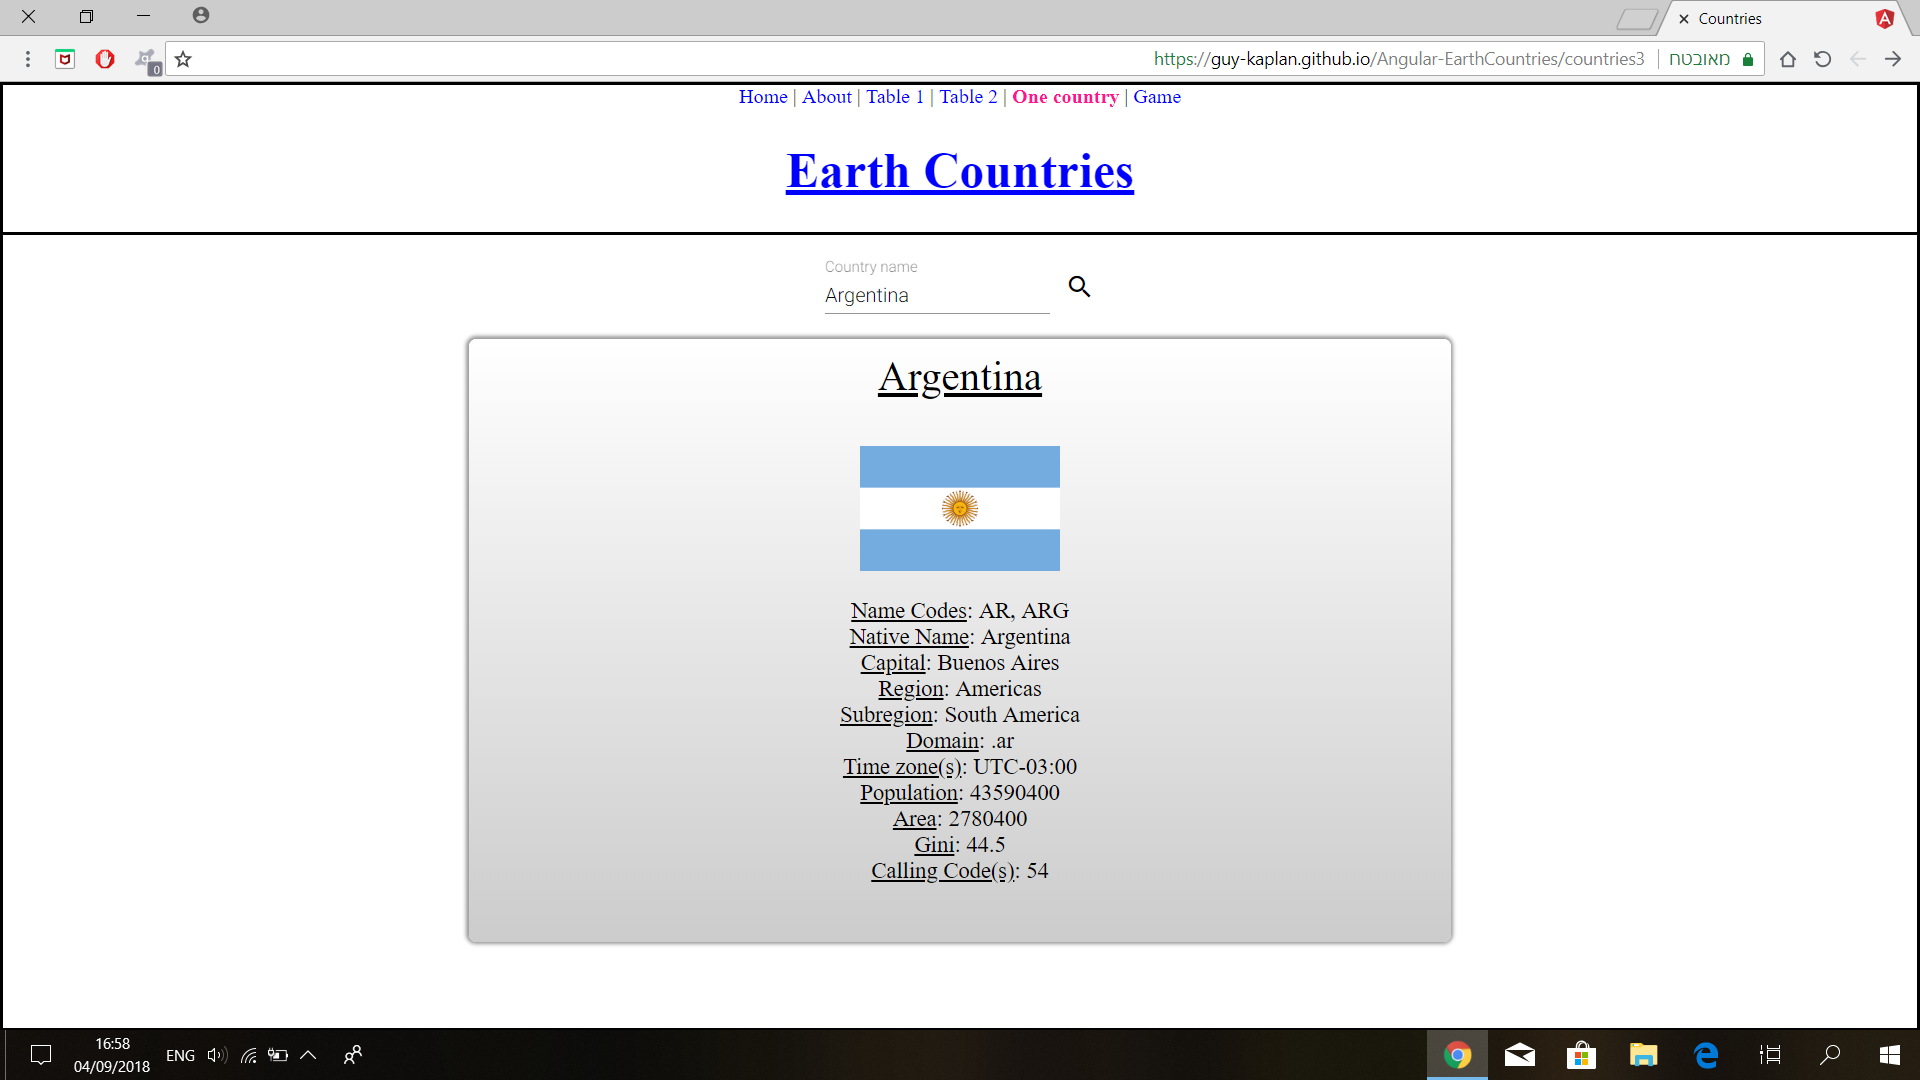 Countries
https://guy-kaplan.github.io/Angular-EarthCountries/countries3 מאובטח
0
Home | About | Table 1 | Table 2 | One country | Game
Earth Countries
Country name
Argentina
Argentina
Name Codes: AR, ARG
Native Name: Argentina
Capital: Buenos Aires
Region: Americas
Subregion: South America
Domain: .ar
Time zone(s): UTC-03:00
Population: 43590400
Area: 2780400
Gini: 44.5
Calling Code(s): 54
16:58
04/09/2018
ENG